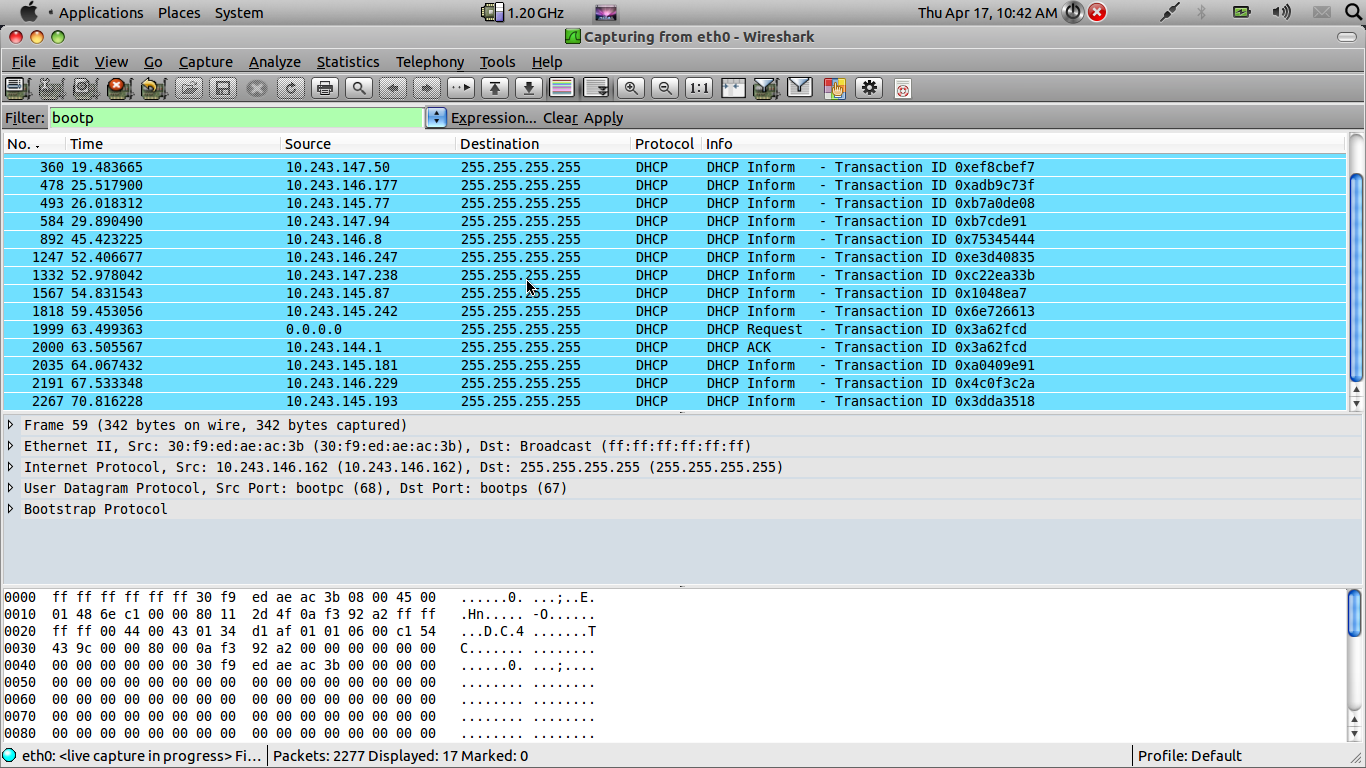 Applications Places System 1.20 GHz Thu Apr 17, 10:42 AM
Capturing from eth0 - Wireshark
File Edit View Go Capture Analyze Statistics Telephony Tools Help
1:1
Filter: bootp Expression... Clear Apply
No. Time Source Destination Protocol Info
360 19.483665 10.243.147.50 255.255.255.255 DHCP DHCP Inform - Transaction ID 0xef8cbef7
478 25.517900 10.243.146.177 255.255.255.255 DHCP DHCP Inform - Transaction ID 0xadb9c73f
493 26.018312 10.243.145.77 255.255.255.255 DHCP DHCP Inform - Transaction ID 0xb7a0de08
584 29.890490 10.243.147.94 255.255.255.255 DHCP DHCP Inform - Transaction ID 0xb7cde91
892 45.423225 10.243.146.8 255.255.255.255 DHCP DHCP Inform - Transaction ID 0x75345444
1247 52.406677 10.243.146.247 255.255.255.255 DHCP DHCP Inform - Transaction ID 0xe3d40835
1332 52.978042 10.243.147.238 255.255.255.255 DHCP DHCP Inform - Transaction ID 0xc22ea33b
1567 54.831543 10.243.145.87 255.255.255.255 DHCP DHCP Inform - Transaction ID 0x1048ea7
1818 59.453056 10.243.145.242 255.255.255.255 DHCP DHCP Inform - Transaction ID 0x6e726613
1999 63.499363 0.0.0.0 255.255.255.255 DHCP DHCP Request - Transaction ID 0x3a62fcd
2000 63.505567 10.243.144.1 255.255.255.255 DHCP DHCP ACK - Transaction ID 0x3a62fcd
2035 64.067432 10.243.145.181 255.255.255.255 DHCP DHCP Inform - Transaction ID 0xa0409e91
2191 67.533348 10.243.146.229 255.255.255.255 DHCP DHCP Inform - Transaction ID 0x4c0f3c2a
2267 70.816228 10.243.145.193 255.255.255.255 DHCP DHCP Inform - Transaction ID 0x3dda3518
Frame 59 (342 bytes on wire, 342 bytes captured)
Ethernet II, Src: 30:f9:ed:ae:ac:3b (30:f9:ed:ae:ac:3b), Dst: Broadcast (ff:ff:ff:ff:ff:ff)
Internet Protocol, Src: 10.243.146.162 (10.243.146.162), Dst: 255.255.255.255 (255.255.255.255)
User Datagram Protocol, Src Port: bootpc (68), Dst Port: bootps (67)
Bootstrap Protocol
0000 ff ff ff ff ff ff 30 f9 ed ae ac 3b 08 00 45 00 ......0. ...;..E.
0010 01 48 6e c1 00 00 80 11 2d 4f 0a f3 92 a2 ff ff .Hn..... -O......
0020 ff ff 00 44 00 43 01 34 d1 af 01 01 06 00 c1 54 ...D.C.4 .......T
0030 43 9c 00 00 80 00 0a f3 92 a2 00 00 00 00 00 00 C....... ........
0040 00 00 00 00 00 00 30 f9 ed ae ac 3b 00 00 00 00 ......0. ...;....
0050 00 00 00 00 00 00 00 00 00 00 00 00 00 00 00 00 ........ ........
0060 00 00 00 00 00 00 00 00 00 00 00 00 00 00 00 00 ........ ........
0070 00 00 00 00 00 00 00 00 00 00 00 00 00 00 00 00 ........ ........
0080 00 00 00 00 00 00 00 00 00 00 00 00 00 00 00 00 ........ ........
eth0: <live capture in progress> Fi... Packets: 2277 Displayed: 17 Marked: 0 Profile: Default